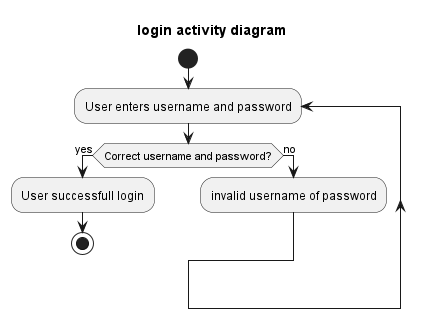 login activity diagram
User enters username and password
yes
Correct username and password?
no
User successfull login
invalid username of password